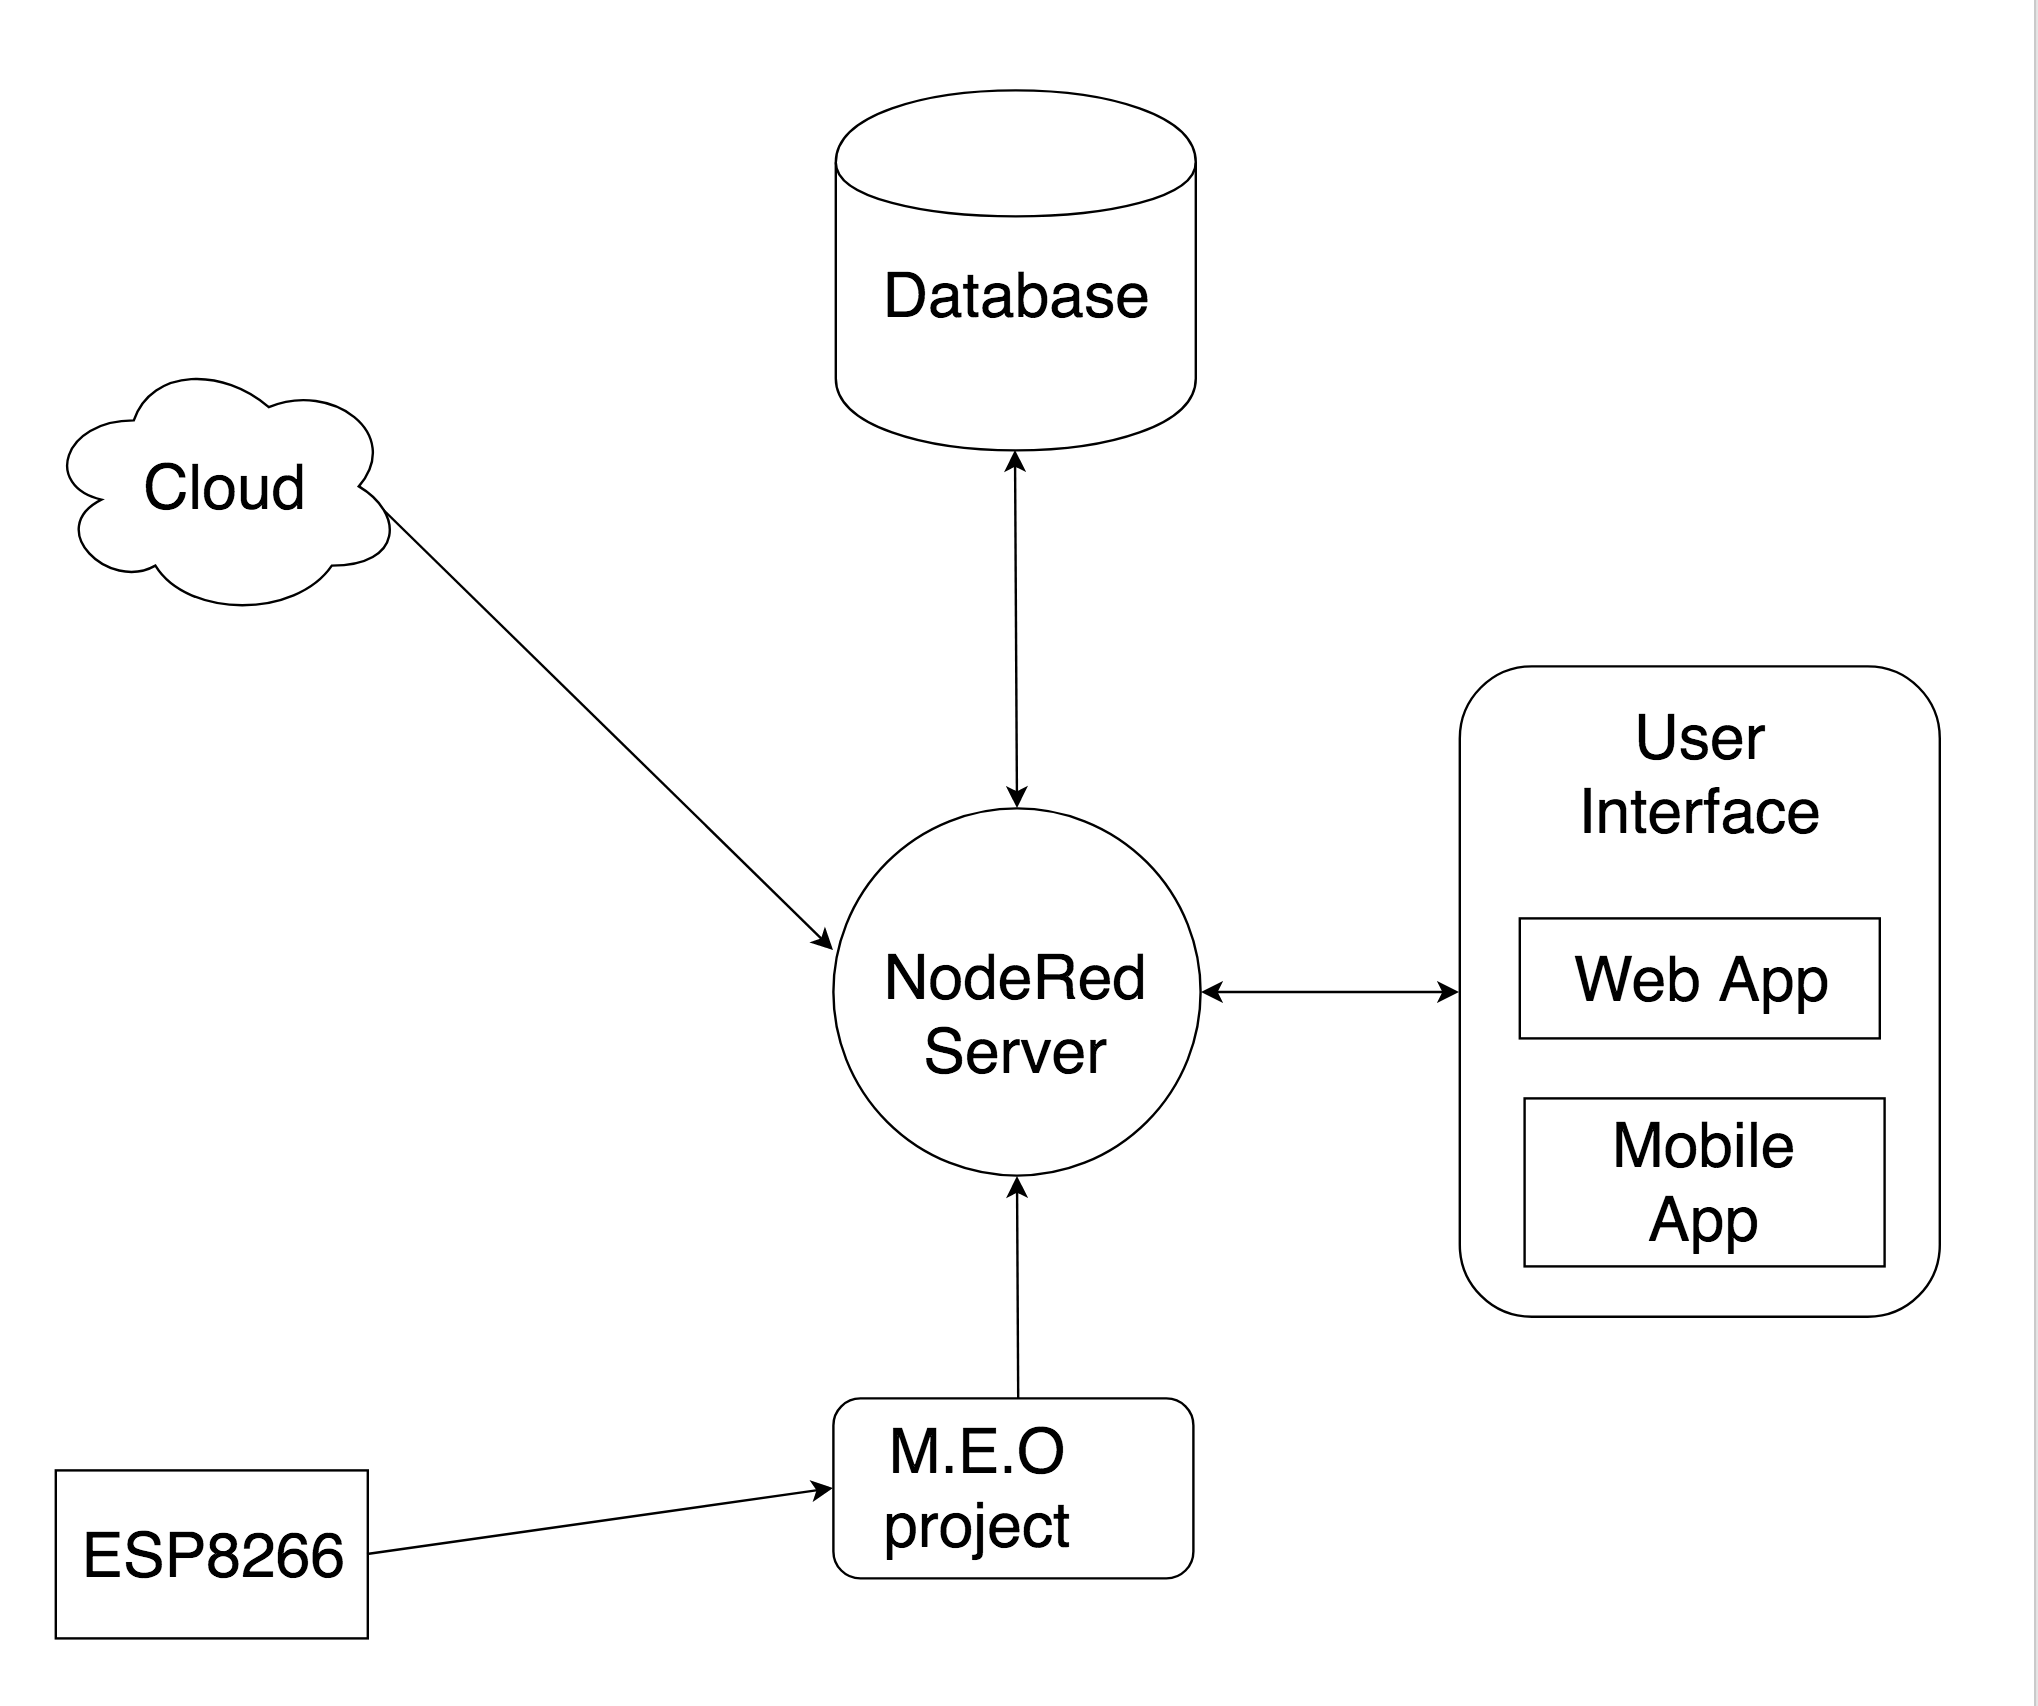 Database
Cloud
User
Interface
NodeRed
Server
Web App
Mobile
App
M.E.O
project
ESP8266